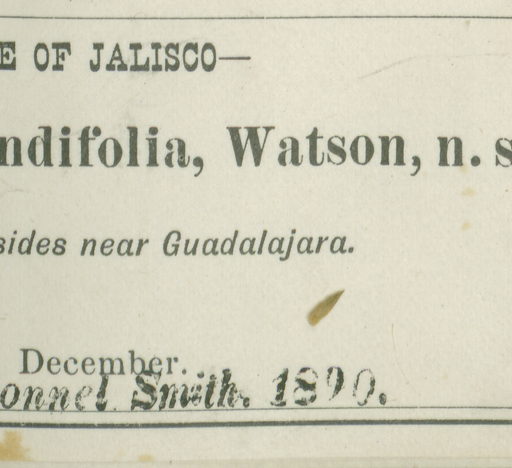 E OF JALISCO—
ndifolia, Watson, n. s
sides near Guadalajara.
December.
onnel Smith. 1890.